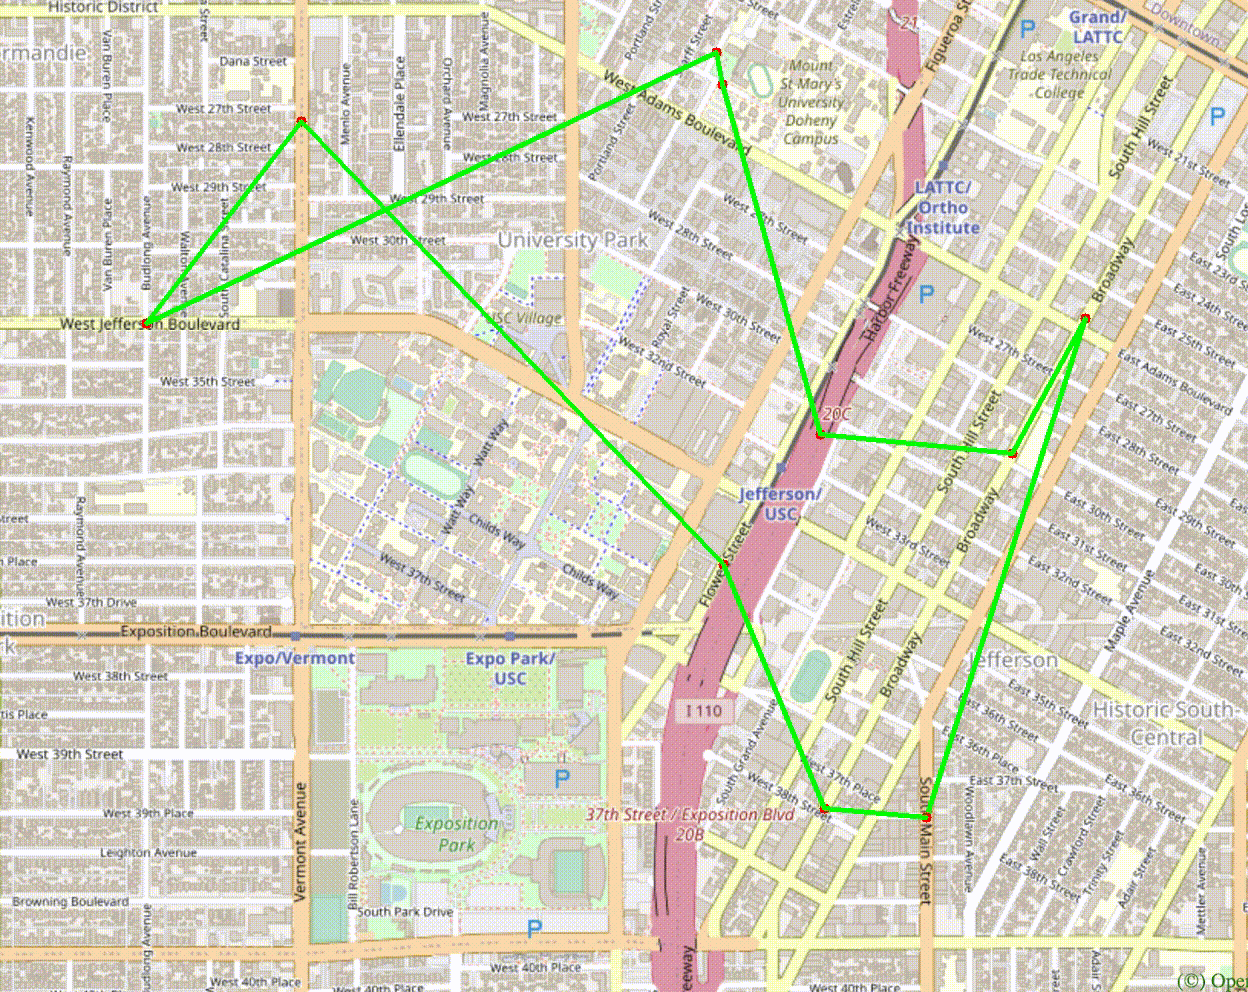 Historic District
Dana Street
West 27th Street
West 28th Street
West 29th Street
Van Buren Place
Kenwood Avenue
Raymond Avenue
Van Buren Place
Budlong Avenue
South Catalina Street
Menlo Avenue
Ellendale Place
Orchard Avenue
Magnolia Avenue
West 27th Street
West 28th Street
West 29th Street
West 30th Street
West Jefferson Boulevard
West 35th Street
University Park
USC Village
Royal Street
West Adams Boulevard
Portland Street
Portland Street
Mount
St Mary's
University
Doheny
Campus
21
Figueroa St
Grand/
LATTC
Los Angeles
Trade Technical
College
Downtown
P
P
South Hill Street
West 21st Street
LATTC/
Ortho
Institute
West 28th Street
West 30th Street
West 32nd Street
Harbor Freeway
P
Broadway
West 27th Street
East 23rd
East 24th Street
East 25th Street
East Adams Boulevard
East 27th Street
East 28th Street
20C
South Hill Street
Jefferson/
USC
Flower Street
Broadway
West 33rd Street
East 29th Street
East 30th Street
East 31st Street
East 32nd Street
Maple Avenue
Watt Way
Watt Way
Childs Way
Childs Way
West 37th Street
Raymond Avenue
West 37th Drive
Exposition Boulevard
Expo/Vermont
Expo Park/
USC
West 38th Street
West 39th Street
West 39th Place
Leighton Avenue
Browning Boulevard
Vermont Avenue
Bill Robertson Lane
Exposition
Park
P
P
South Park Drive
West 40th Place
West 40th Street
I 110
37th Street / Exposition Blvd
20B
South Grand Avenue
West 37th Place
West 38th Street
South Hill Street
Broadway
South Main Street
Jefferson
Historic South-
Central
East 35th Street
East 36th Street
East 36th Place
East 37th Street
East 36th Street
East 38th Street
Woodlawn Avenue
Wall Street
Crawford Street
Trinity Street
Adair Street
Mettler Avenue
West 40th Place
(©) Ope